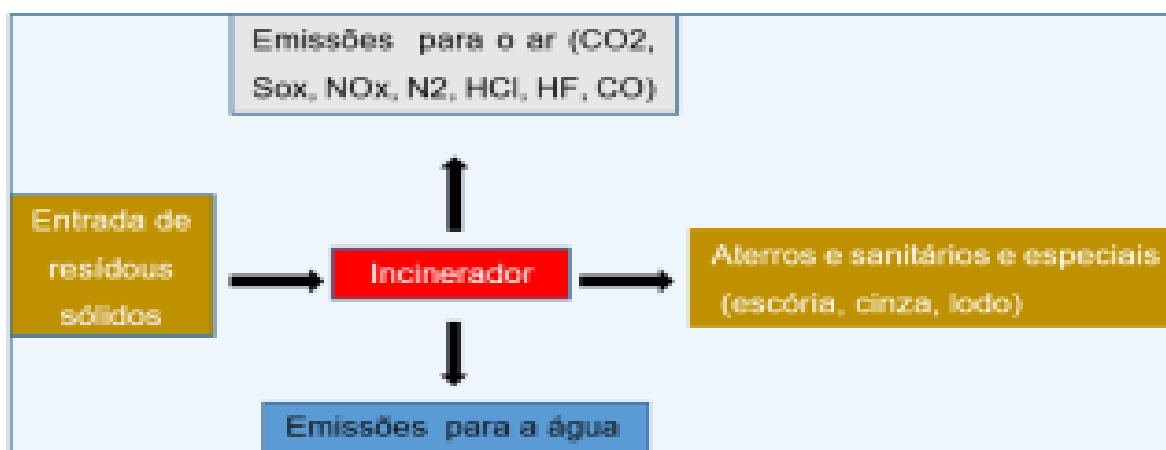 Emissões para o ar (CO2,
Sox, NOx, N2, HCl, HF, CO)
Entrada de
resídous
sólidos
Incinerador
Aterros e sanitários e especiais
(escória, cinza, lodo)
Emissões para a água